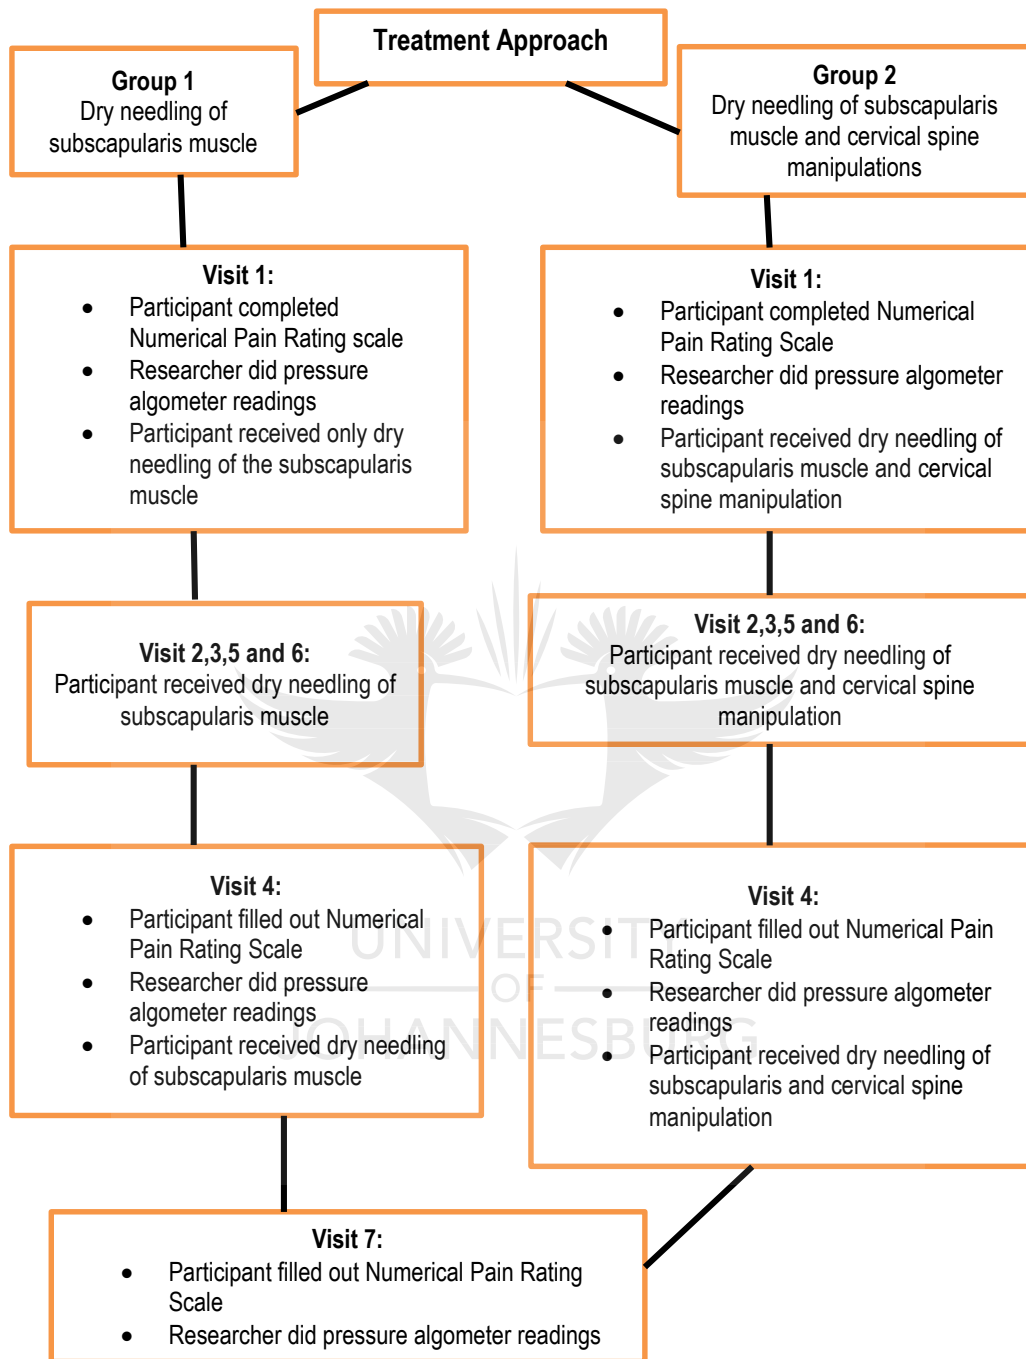 Treatment Approach
Group 1
Dry needling of
subscapularis muscle
Group 2
Dry needling of subscapularis
muscle and cervical spine
manipulations
Visit 1:
• Participant completed
Numerical Pain Rating scale
• Researcher did pressure
algometer readings
• Participant received only dry
needling of the subscapularis
muscle
Visit 1:
• Participant completed Numerical
Pain Rating Scale
• Researcher did pressure algometer
readings
• Participant received dry needling of
subscapularis muscle and cervical
spine manipulation
Visit 2,3,5 and 6:
Participant received dry needling of
subscapularis muscle
Visit 2,3,5 and 6:
Participant received dry needling of
subscapularis muscle and cervical spine
manipulation
Visit 4:
• Participant filled out Numerical
Pain Rating Scale
• Researcher did pressure
algometer readings
• Participant received dry needling
of subscapularis muscle
Visit 4:
• Participant filled out Numerical Pain
Rating Scale
• Researcher did pressure algometer
readings
• Participant received dry needling of
subscapularis and cervical spine
manipulation
UNIVERSITY
OF
JOHANNESBURG
Visit 7:
• Participant filled out Numerical Pain Rating
Scale
• Researcher did pressure algometer readings